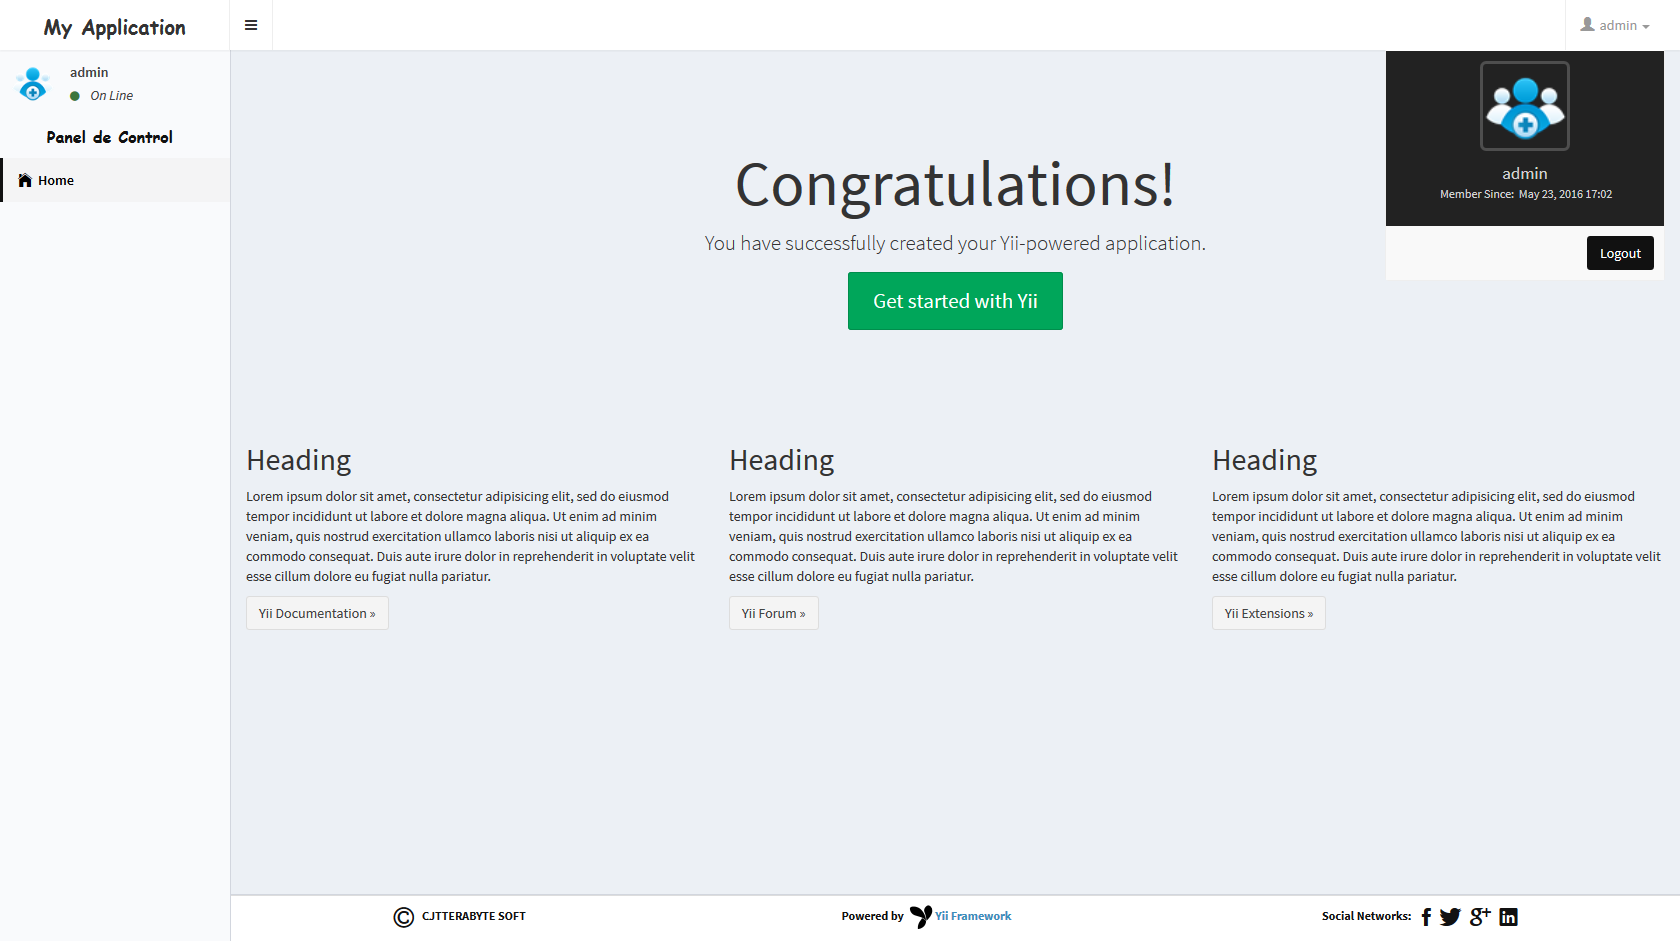 My Application
admin
admin
On Line
Panel de Control
Home
admin
Member Since: May 23, 2016 17:02
Logout
Congratulations!
You have successfully created your Yii-powered application.
Get started with Yii
Heading
Lorem ipsum dolor sit amet, consectetur adipisicing elit, sed do eiusmod
tempor incididunt ut labore et dolore magna aliqua. Ut enim ad minim
veniam, quis nostrud exercitation ullamco laboris nisi ut aliquip ex ea
commodo consequat. Duis aute irure dolor in reprehenderit in voluptate velit
esse cillum dolore eu fugiat nulla pariatur.
Yii Documentation »
Heading
Lorem ipsum dolor sit amet, consectetur adipisicing elit, sed do eiusmod
tempor incididunt ut labore et dolore magna aliqua. Ut enim ad minim
veniam, quis nostrud exercitation ullamco laboris nisi ut aliquip ex ea
commodo consequat. Duis aute irure dolor in reprehenderit in voluptate velit
esse cillum dolore eu fugiat nulla pariatur.
Yii Forum »
Heading
Lorem ipsum dolor sit amet, consectetur adipisicing elit, sed do eiusmod
tempor incididunt ut labore et dolore magna aliqua. Ut enim ad minim
veniam, quis nostrud exercitation ullamco laboris nisi ut aliquip ex ea
commodo consequat. Duis aute irure dolor in reprehenderit in voluptate velit
esse cillum dolore eu fugiat nulla pariatur.
Yii Extensions »
© CJTTERABYTE SOFT
Powered by Yii Framework
Social Networks: